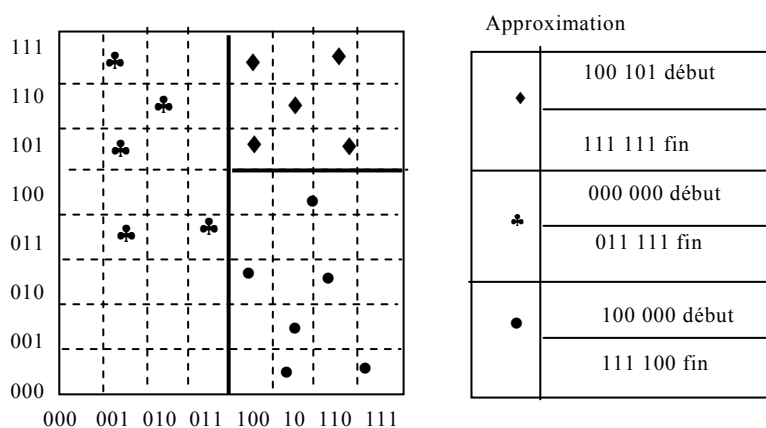 Approximation
111
110
101
100
011
010
001
000
000 001 010 011 100 10 110 111
100 101 début
111 111 fin
000 000 début
011 111 fin
100 000 début
111 100 fin